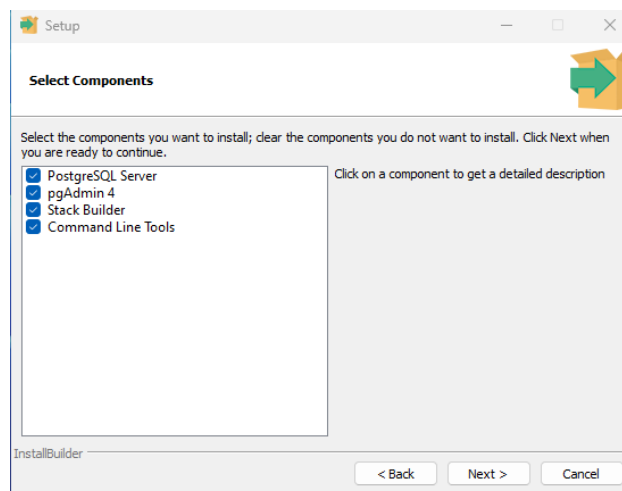 Setup
Select Components
Select the components you want to install; clear the components you do not want to install. Click Next when
you are ready to continue.
PostgreSQL Server
pgAdmin 4
Stack Builder
Command Line Tools
Click on a component to get a detailed description
InstallBuilder
< Back
Next >
Cancel